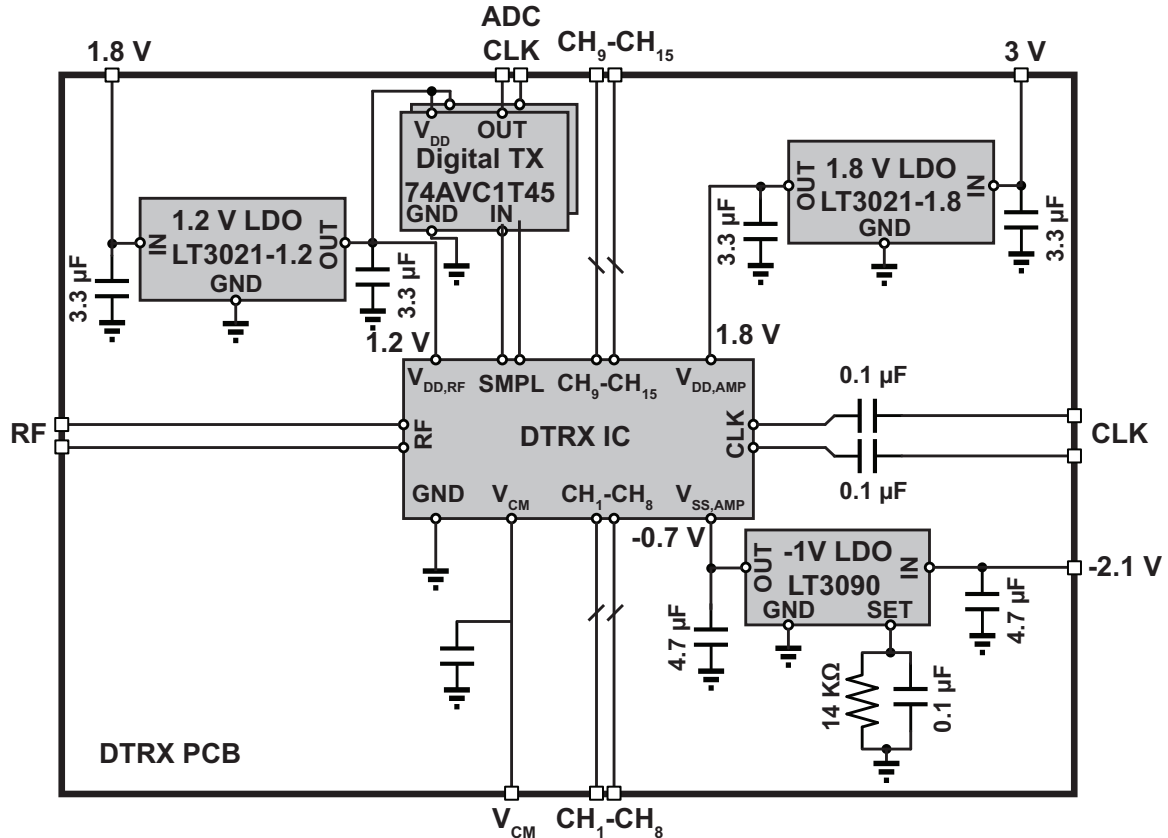 ADC
CLK
CH9-CH15
1.8 V
3 V
VDD OUT
Digital TX
74AVC1T45
GND IN
1.2 V LDO
LT3021-1.2
IN
OUT
GND
3.3 µF
3.3 µF
1.8 V LDO
LT3021-1.8
OUT
IN
GND
3.3 µF
3.3 µF
1.2 V
1.8 V
VDD,RF SMPL CH9-CH15 VDD,AMP
RF
RF
DTRX IC
CLK
0.1 µF
0.1 µF
CLK
GND VCM CH1-CH8 VSS,AMP
-0.7 V
-1V LDO
LT3090
OUT
IN
GND SET
-2.1 V
4.7 µF
4.7 µF
14 KΩ
0.1 µF
DTRX PCB
VCM CH1-CH8